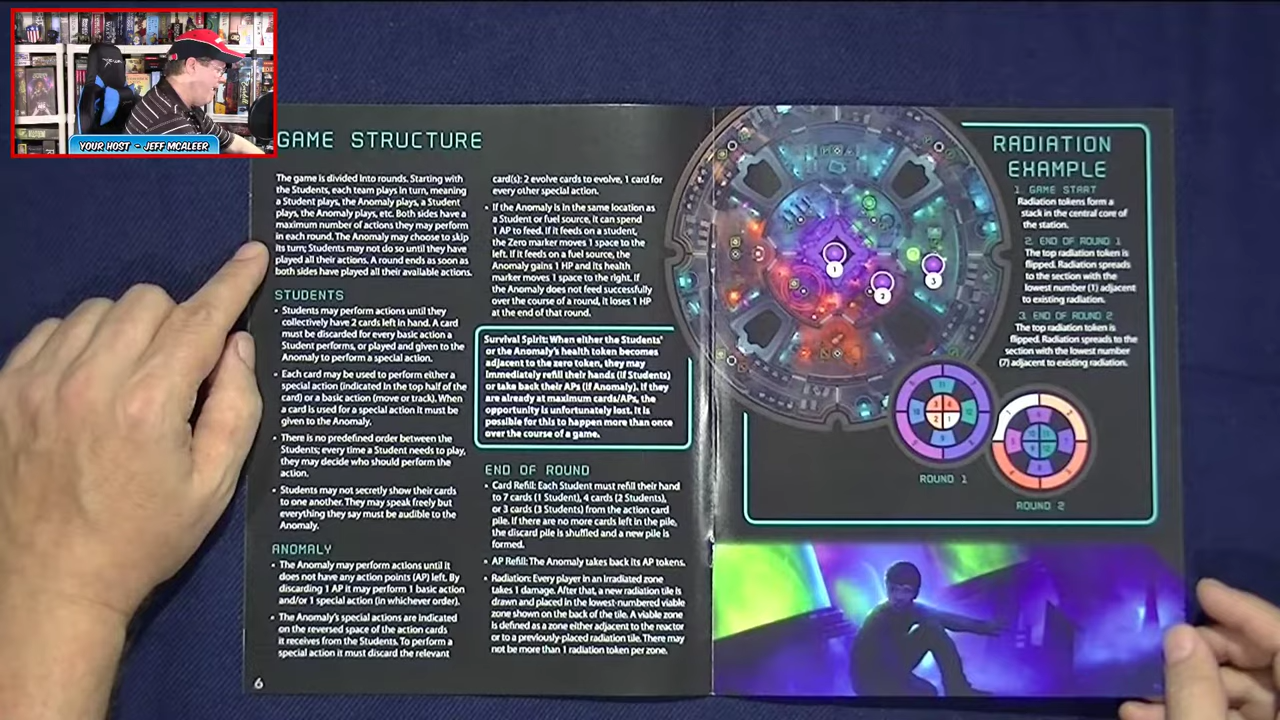 YOUR HOST - JEFF MCALEER
GAME STRUCTURE
The game is divided into rounds. Starting with
the Students, each team plays in turn, meaning
a Student plays, the Anomaly plays, a Student
plays, the Anomaly plays, etc. Both sides have a
maximum number of actions they may perform
in each round. The Anomaly may choose to skip
its turn; Students may not do so until they have
played all their actions. A round ends as soon as
both sides have played all their available actions.
STUDENTS
• Students may perform actions until they
collectively have 2 cards left in hand. A card
must be discarded for every basic action a
Student performs, or played and given to the
Anomaly to perform a special action.
• Each card may be used to perform either a
special action (indicated in the top half of the
card) or a basic action (move or track). When
a card is used for a special action it must be
given to the Anomaly.
• There is no predefined order between the
Students; every time a Student needs to play,
they may decide who should perform the
action.
• Students may not secretly show their cards
to one another. They may speak freely but
everything they say must be audible to the
Anomaly.
ANOMALY
• The Anomaly may perform actions until it
does not have any action points (AP) left. By
discarding 1 AP it may perform 1 basic action
and/or 1 special action (in whichever order).
• The Anomaly's special actions are indicated
on the reversed space of the action cards
it receives from the Students. To perform a
special action it must discard the relevant
6
card(s): 2 evolve cards to evolve, 1 card for
every other special action.
• If the Anomaly is in the same location as
a Student or fuel source, it can spend
1 AP to feed. If it feeds on a student,
the Zero marker moves 1 space to the
left. If it feeds on a fuel source, the
Anomaly gains 1 HP and its health
marker moves 1 space to the right. If
the Anomaly does not feed successfully
over the course of a round, it loses 1 HP
at the end of that round.
Survival Spirit: When either the Students'
or the Anomaly's health token becomes
adjacent to the zero token, they may
immediately refill their hands (if Students)
or take back their APs (if Anomaly). If they
are already at maximum cards/APs, the
opportunity is unfortunately lost. It is
possible for this to happen more than once
over the course of a game.
END OF ROUND
• Card Refill: Each Student must refill their hand
to 7 cards (1 Student), 4 cards (2 Students),
or 3 cards (3 Students) from the action card
pile. If there are no more cards left in the pile,
the discard pile is shuffled and a new pile is
formed.
• AP Refill: The Anomaly takes back its AP tokens.
• Radiation: Every player in an irradiated zone
takes 1 damage. After that, a new radiation tile is
drawn and placed in the lowest-numbered viable
zone shown on the back of the tile. A viable zone
is defined as a zone either adjacent to the reactor
or to a previously-placed radiation tile. There may
not be more than 1 radiation token per zone.
RADIATION
EXAMPLE
1. GAME START
Radiation tokens form a
stack in the central core of
the station.
2. END OF ROUND 1
The top radiation token is
flipped. Radiation spreads
to the section with the
lowest number (1) adjacent
to existing radiation.
3. END OF ROUND 2
The top radiation token is
flipped. Radiation spreads to the
section with the lowest number
(7) adjacent to existing radiation.
1
2
3
ROUND 1
ROUND 2